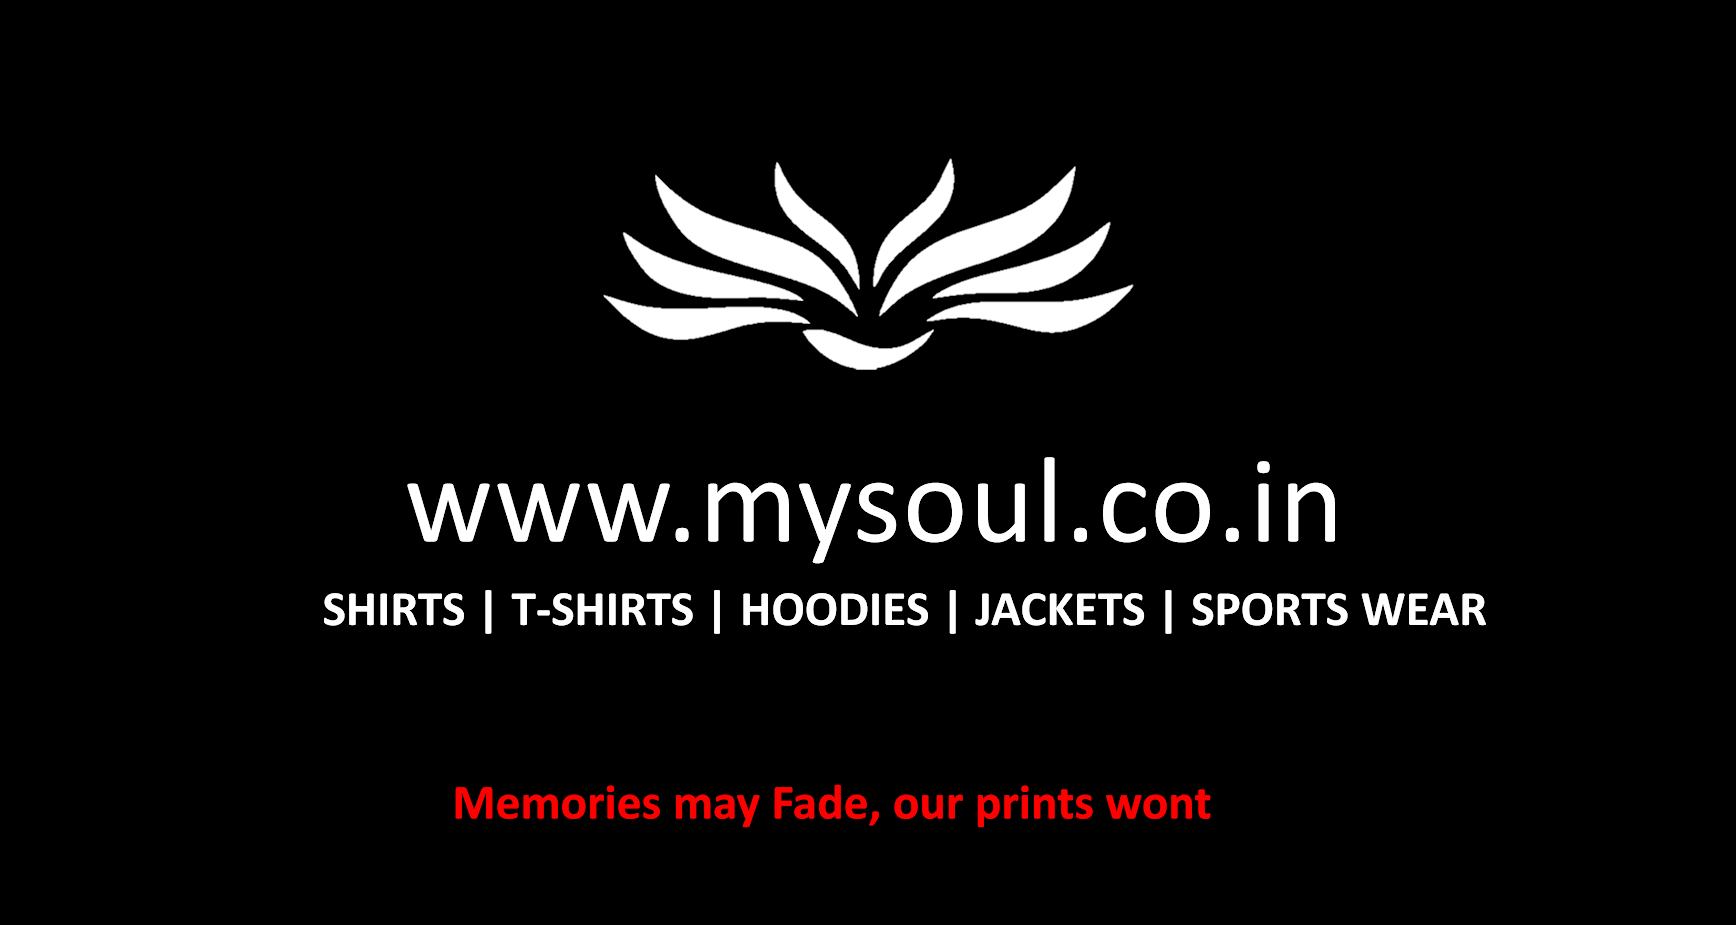 www.mysoul.co.in
SHIRTS | T-SHIRTS | HOODIES | JACKETS | SPORTS WEAR
Memories may Fade, our prints wont